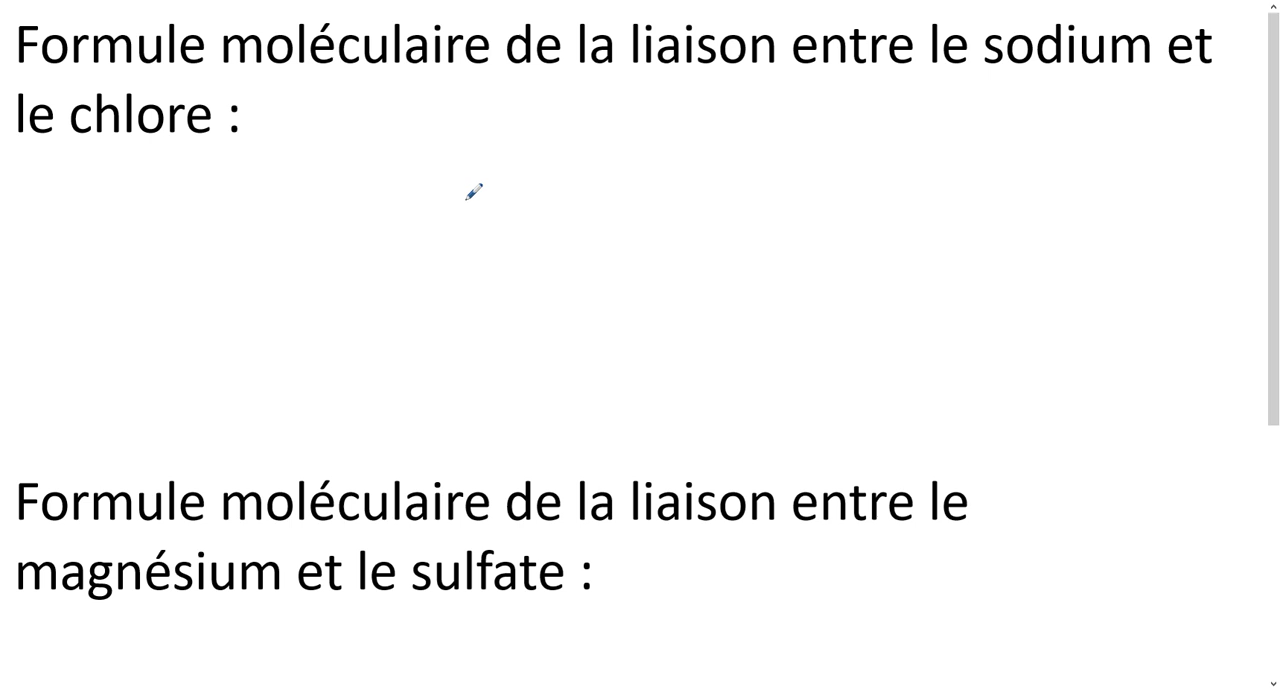 Formule moléculaire de la liaison entre le sodium et
le chlore :
Formule moléculaire de la liaison entre le
magnésium et le sulfate :